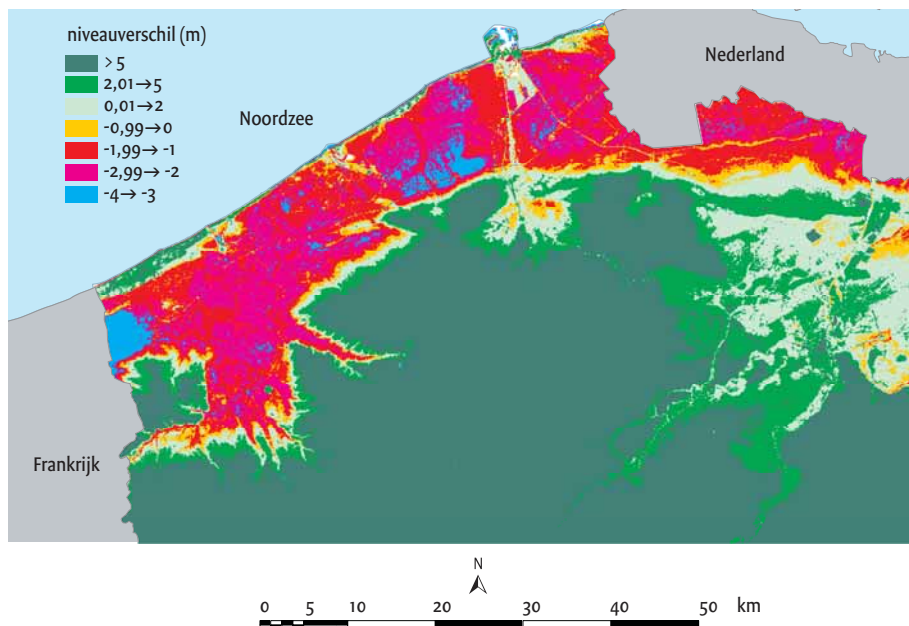 niveauverschil (m)
> 5
2,01→5
0,01→2
-0,99→0
-1,99→ -1
-2,99→ -2
-4→ -3
Noordzee
Nederland
Frankrijk
N
0 5 10 20 30 40 50 km